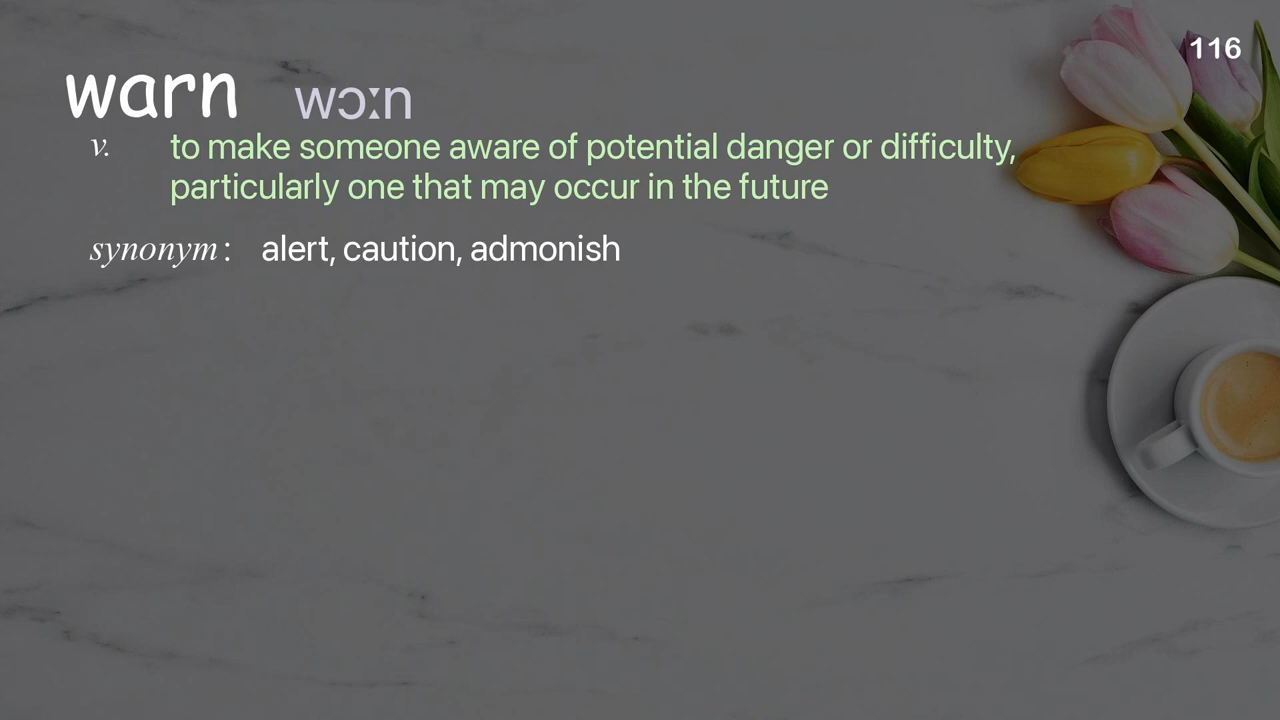 116
warn wɔːn
v. to make someone aware of potential danger or difficulty,
particularly one that may occur in the future
synonym : alert, caution, admonish